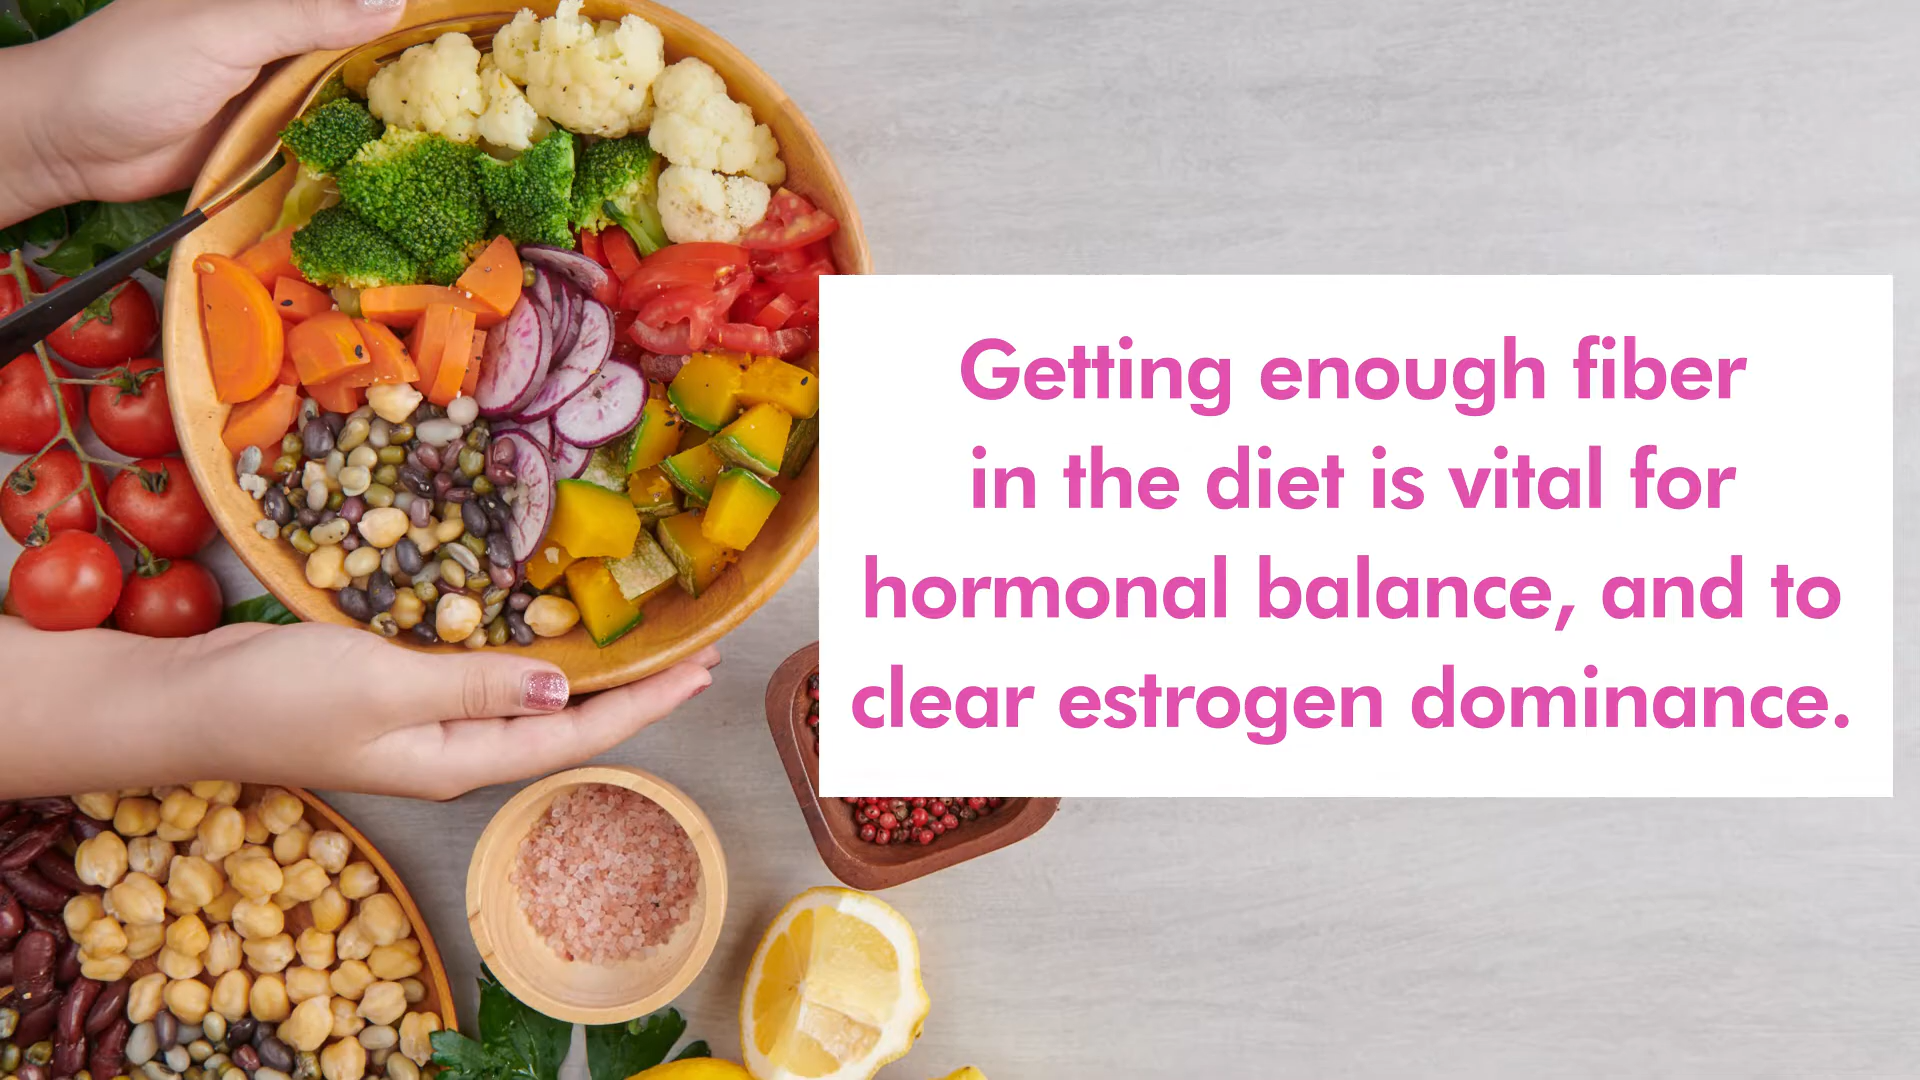 Getting enough fiber
in the diet is vital for
hormonal balance, and to
clear estrogen dominance.